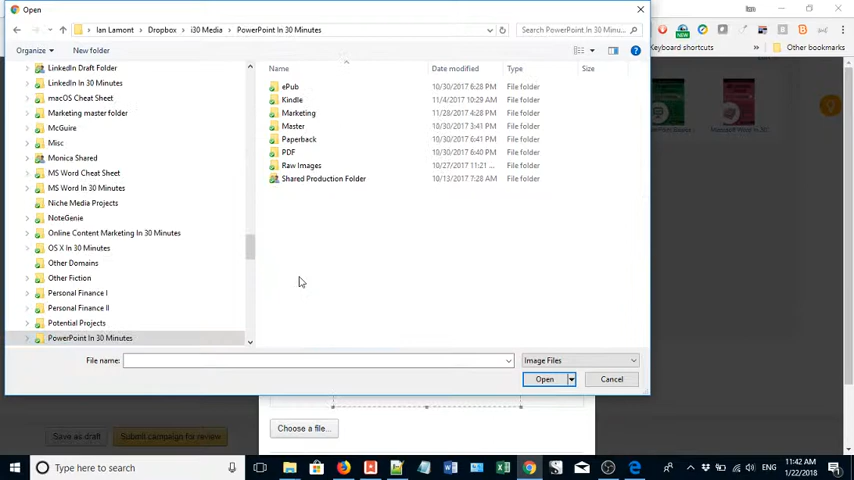 Open
Ian
Ian Lamont > Dropbox > i30 Media > PowerPoint In 30 Minutes
Search PowerPoint In 30 Minu...
NEW
Keyboard shortcuts
Other bookmarks
Organize
New folder
Name
Date modified
Type
Size
LinkedIn Draft Folder
LinkedIn In 30 Minutes
macOS Cheat Sheet
Marketing master folder
McGuire
Misc
Monica Shared
MS Word Cheat Sheet
MS Word In 30 Minutes
Niche Media Projects
NoteGenie
Online Content Marketing In 30 Minutes
OS X In 30 Minutes
Other Domains
Other Fiction
Personal Finance I
Personal Finance II
Potential Projects
PowerPoint In 30 Minutes
ePub 10/30/2017 6:28 PM File folder
Kindle 11/4/2017 10:29 AM File folder
Marketing 11/28/2017 4:28 PM File folder
Master 10/30/2017 3:41 PM File folder
Paperback 10/30/2017 6:41 PM File folder
PDF 10/30/2017 6:40 PM File folder
Raw Images 10/27/2017 11:21 ... File folder
Shared Production Folder 10/13/2017 7:28 AM File folder
File name:
Image Files
Open
Cancel
Choose a file...
Save as draft
Submit campaign for review
Type here to search
ENG
11:42 AM
1/22/2018